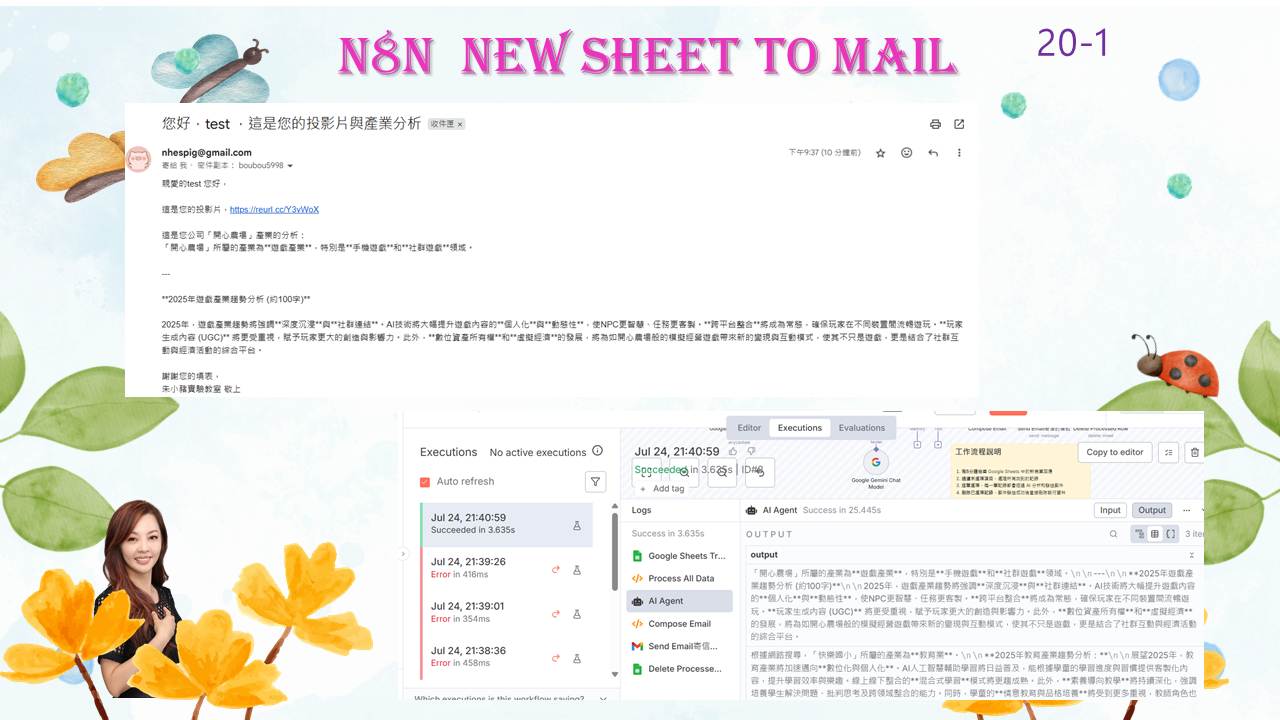 N8N NEW SHEET TO MAIL
20-1
您好，test ，這是您的投影片與產業分析 收件匣 ×
nhespig@gmail.com
下午9:37 (10 分鐘前)
寄給 我、 密件副本： boubou5998
親愛的test 您好，
這是您的投影片，https://reurl.cc/Y3vWoX
這是您公司「開心農場」產業的分析：
「開心農場」所屬的產業為**遊戲產業**，特別是**手機遊戲**和**社群遊戲**領域。
---
**2025年遊戲產業趨勢分析 (約100字)**
2025年，遊戲產業趨勢將強調**深度沉浸**與**社群連結**。AI技術將大幅提升遊戲內容的**個人化**與**動態性**，使NPC更智慧、任務更客製。**跨平台整合**將成為常態，確保玩家在不同裝置間流暢遊玩。**玩家
生成內容 (UGC)** 將更受重視，賦予玩家更大的創造與影響力。此外，**數位資產所有權**和**虛擬經濟**的發展，將為如開心農場般的模擬經營遊戲帶來新的變現與互動模式，使其不只是遊戲，更是結合了社群互
動與經濟活動的綜合平台。
謝謝您的填表，
朱小豬實驗教室 敬上
Editor Executions Evaluations
Executions No active executions
Auto refresh
Jul 24, 21:40:59
Succeeded in 3.635s
Jul 24, 21:39:26
Error in 416ms
Jul 24, 21:39:01
Error in 354ms
Jul 24, 21:38:36
Error in 458ms
Which executions is this workflow saving?
Jul 24, 21:40:59
Succeeded in 3.635s | ID#
+ Add tag
Google Gemini Chat
Model
工作流程說明
Copy to editor
Logs
Success in 3.635s
Google Sheets Tr...
Process All Data
AI Agent
Compose Email
Send Email寄信...
Delete Processe...
AI Agent Success in 25.445s
Input Output ...
OUTPUT
3 iter
output
「開心農場」所屬的產業為**遊戲產業**，特別是**手機遊戲**和**社群遊戲**領域。\n\n---\n\n**2025年遊戲產
業趨勢分析 (約100字)**\n\n2025年，遊戲產業趨勢將強調**深度沉浸**與**社群連結**。AI技術將大幅提升遊戲內容
的**個人化**與**動態性**，使NPC更智慧、任務更客製。**跨平台整合**將成為常態，確保玩家在不同裝置間流暢遊
玩。**玩家生成內容 (UGC)** 將更受重視，賦予玩家更大的創造與影響力。此外，**數位資產所有權**和**虛擬經濟**
的發展，將為如開心農場般的模擬經營遊戲帶來新的變現與互動模式，使其不只是遊戲，更是結合了社群互動與經濟活動
的綜合平台。
根據網路搜尋，「快樂國小」所屬的產業為**教育業**。\n\n**2025年教育產業趨勢分析：**\n\n展望2025年，教
育產業將加速邁向**數位化與個人化**。AI人工智慧輔助學習將日益普及，能根據學童的學習進度與習慣提供客製化內
容，提升學習效率與樂趣。線上線下整合的**混合式學習**模式將更趨成熟。此外，**素養導向教學**將持續深化，強調
培養學生解決問題、批判思考及跨領域整合的能力。同時，學童的**情意教育與品格培養**將受到更多重視，教師角色也